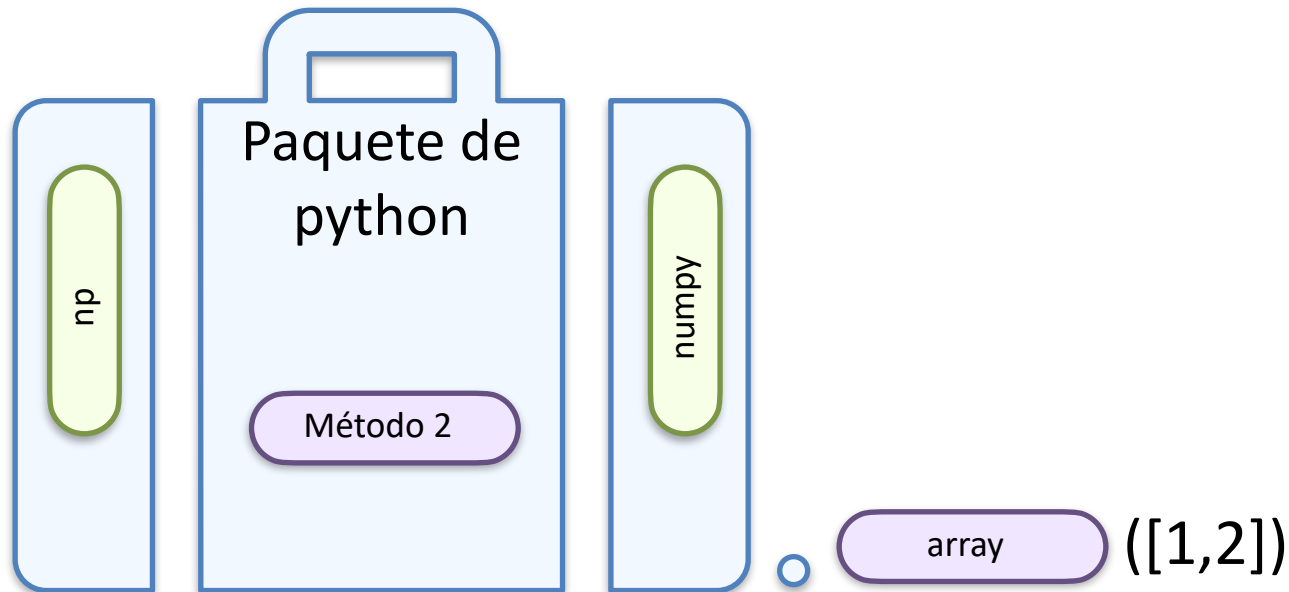 Paquete de
python
np
numpy
Método 2
array ([1,2])